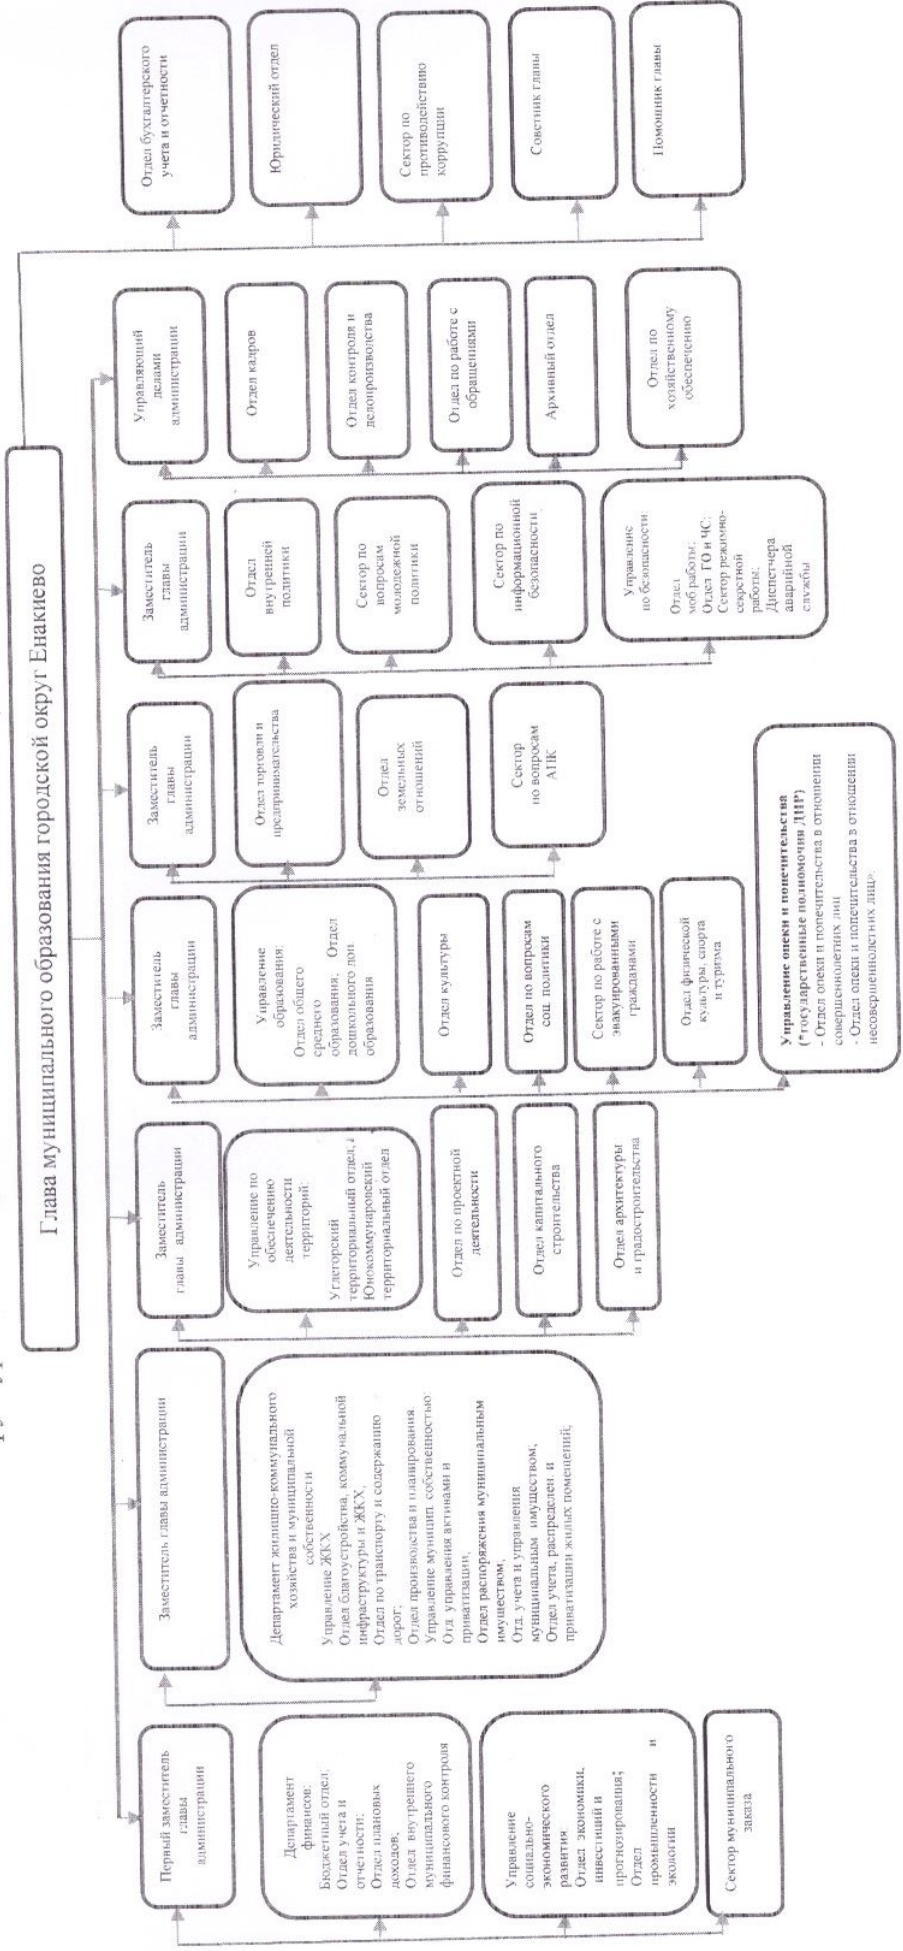 Глава муниципального образования городской округ Енакиево
Первый заместитель
главы
администрации
Департамент
финансов:
Бюджетный отдел;
Отдел учета и
отчетности;
Отдел плановых
доходов;
Отдел внутреннего
муниципального
финансового контроля
Управление
социально-
экономического
развития
Отдел экономики,
инвестиций и
прогнозирования;
Отдел
промышленности и
экологии
Сектор муниципального
заказа
Заместитель главы администрации
Департамент жилищно-коммунального
хозяйства и муниципальной
собственности
Управление ЖКХ
Отдел благоустройства, коммунальной
инфраструктуры и ЖКХ,
Отдел по транспорту и содержанию
дорог;
Отдел производства и планирования
Управление муницип. собственностью
Отд управления активами и
приватизации;
Отдел распоряжения муниципальным
имуществом;
Отд. учета и управления
муниципальным имуществом;
Отдел учета, распределен. и
приватизации жилых помещений;
Заместитель
главы администрации
Управление по
обеспечению
деятельности
территорий:
Углегорский
территориальный отдел;
Юнокоммунаровский
территориальный отдел
Отдел по проектной
деятельности
Отдел капитального
строительства
Отдел архитектуры
и градостроительства
Заместитель
главы
администрации
Управление
образования:
Отдел общего
среднего
образования; Отдел
дошкольного доп
образования
Отдел культуры
Отдел по вопросам
соц. политики
Сектор по работе с
эвакуированными
гражданами
Отдел физической
культуры, спорта
и туризма
Управление опеки и попечительства
(*государственные полномочия ДНР)
- Отдел опеки и попечительства в отношении
совершеннолетних лиц
- Отдел опеки и попечительства в отношении
несовершеннолетних лиц».
Заместитель
главы
администрации
Отдел торговли и
предпринимательства
Отдел
земельных
отношений
Сектор
по вопросам
АПК
Заместитель
главы
администрации
Отдел
внутренней
политики
Сектор по
вопросам
молодежной
политики
Сектор по
информационной
безопасности
Управление
по безопасности:
Отдел
моб работы;
Отдел ГО и ЧС;
Сектор режимно-
секретной
работы;
Диспетчера
аварийной
службы
Управляющий
делами
администрации
Отдел кадров
Отдел контроля и
делопроизводства
Отдел по работе с
обращениями
Архивный отдел
Отдел по
хозяйственному
обеспечению
Отдел бухгалтерского
учета и отчетности
Юридический отдел
Сектор по
противодействию
коррупции
Советник главы
Помощник главы